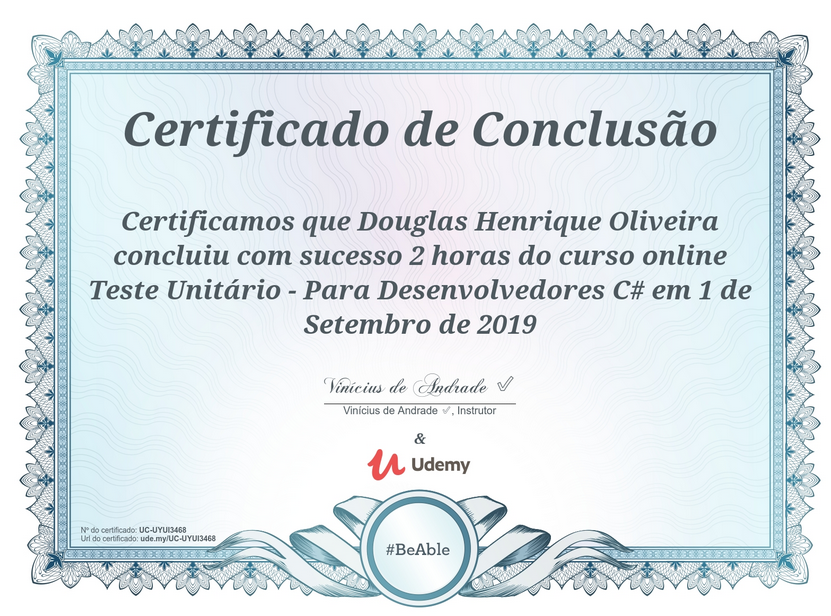 Certificado de Conclusão
Certificamos que Douglas Henrique Oliveira
concluiu com sucesso 2 horas do curso online
Teste Unitário - Para Desenvolvedores C# em 1 de
Setembro de 2019
Vinícius de Andrade ✓
Vinícius de Andrade ✓, Instrutor
&
Udemy
#BeAble
Nº do certificado: UC-UYUI3468
Url do certificado: ude.my/UC-UYUI3468